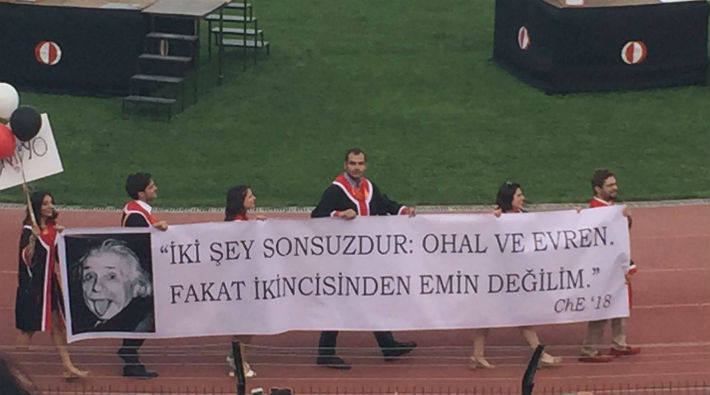 “İKİ ŞEY SONSUZDUR: OHAL VE EVREN.
FAKAT İKİNCİSİNDEN EMİN DEĞİLİM.”
ChE ‘18